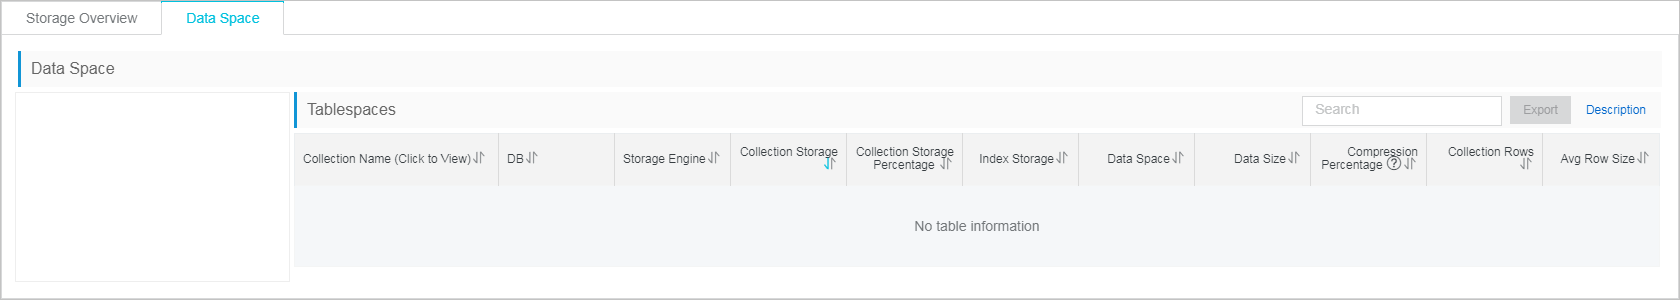 Storage Overview
Data Space
Data Space
Tablespaces
Search
Export
Description
Collection Name (Click to View)
DB
Storage Engine
Collection Storage
Collection Storage
Percentage
Index Storage
Data Space
Data Size
Compression
Percentage ?
Collection Rows
Avg Row Size
No table information